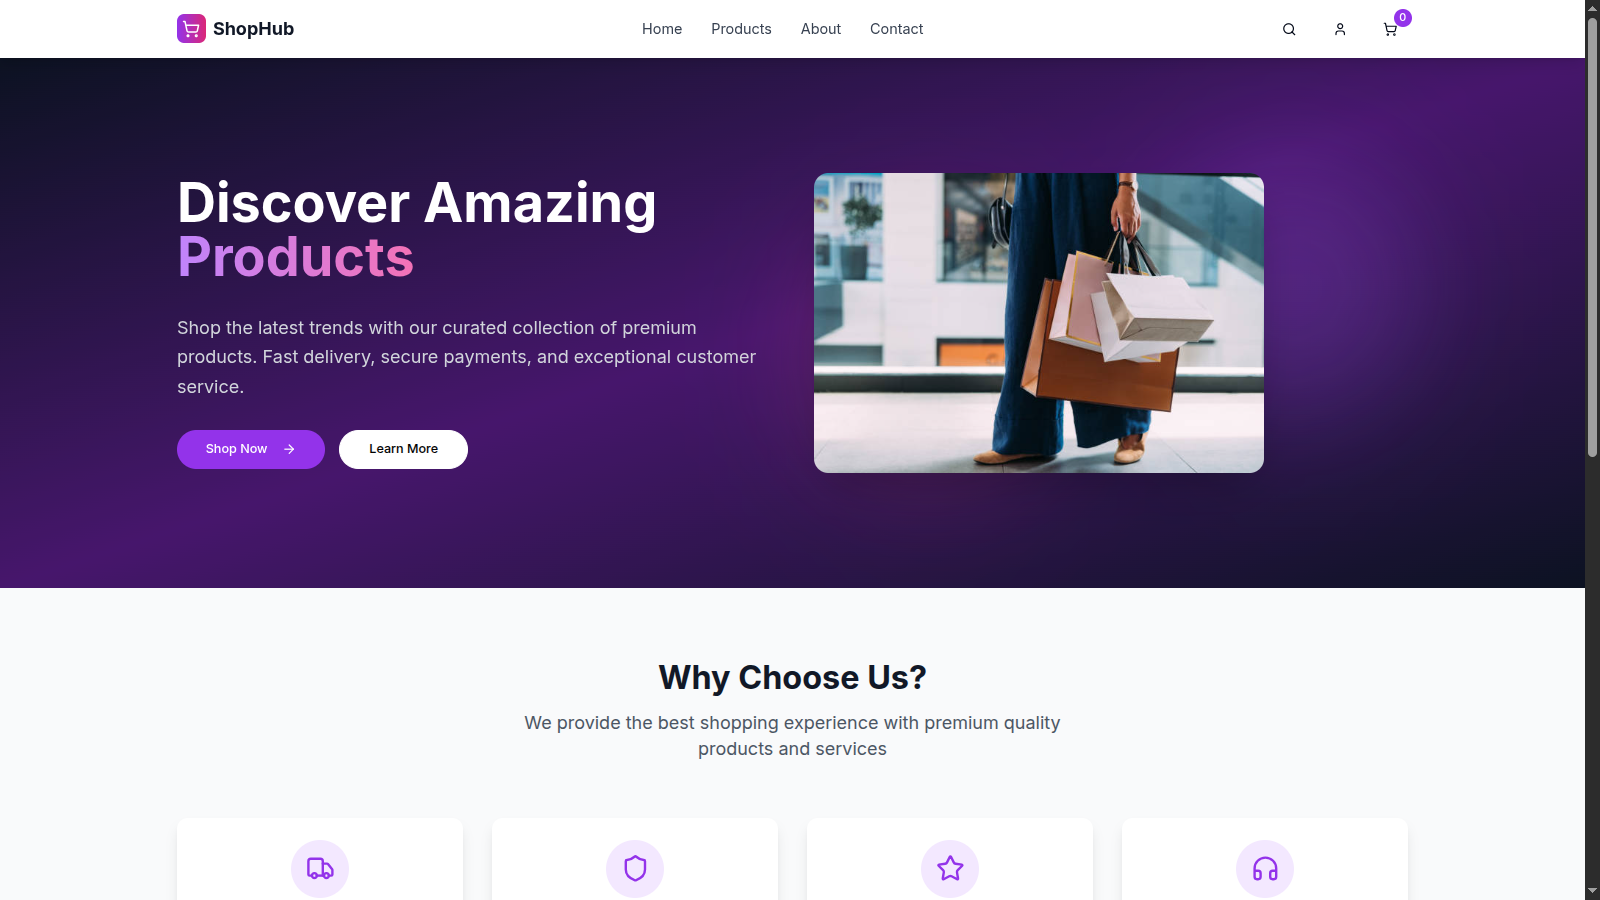 ShopHub
Home
Products
About
Contact
0
Discover Amazing
Products
Shop the latest trends with our curated collection of premium
products. Fast delivery, secure payments, and exceptional customer
service.
Shop Now
Learn More
Why Choose Us?
We provide the best shopping experience with premium quality
products and services